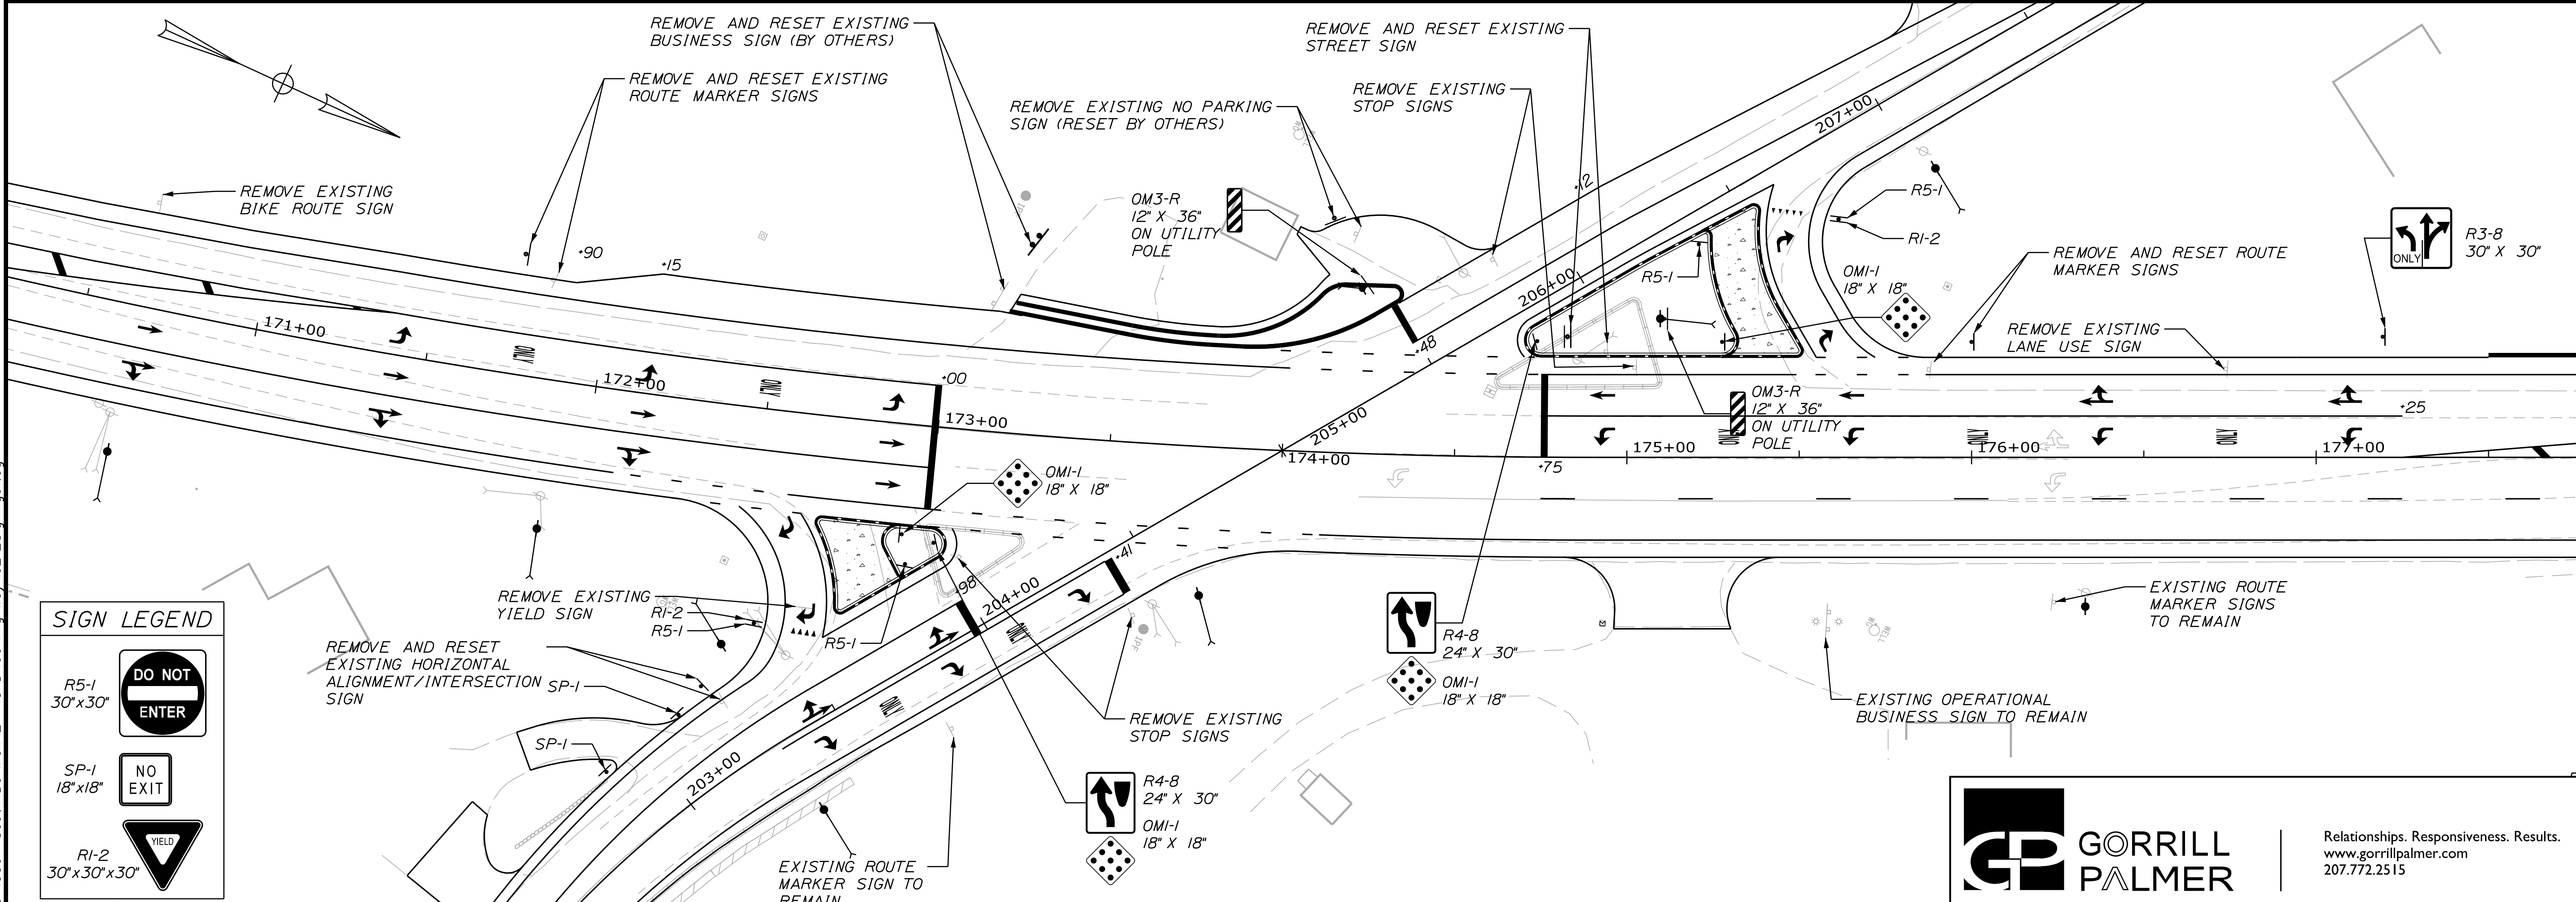 REMOVE AND RESET EXISTING
BUSINESS SIGN (BY OTHERS)
REMOVE AND RESET EXISTING
ROUTE MARKER SIGNS
REMOVE EXISTING
BIKE ROUTE SIGN
REMOVE EXISTING NO PARKING
SIGN (RESET BY OTHERS)
REMOVE AND RESET EXISTING
STREET SIGN
REMOVE EXISTING
STOP SIGNS
OM3-R
12" X 36"
ON UTILITY
POLE
+90
+15
+12
207+00
206+00
R5-1
R5-1
R1-2
OM1-1
18" X 18"
REMOVE AND RESET ROUTE
MARKER SIGNS
REMOVE EXISTING
LANE USE SIGN
ONLY
R3-8
30" X 30"
171+00
ONLY
172+00
ONLY
+00
173+00
+48
205+00
174+00
OM3-R
12" X 36"
ON UTILITY
POLE
+75
175+00
ONLY
176+00
ONLY
ONLY
177+00
+25
OM1-1
18" X 18"
+41
+98
204+00
ONLY
REMOVE EXISTING
YIELD SIGN
R1-2
R5-1
R5-1
REMOVE AND RESET
EXISTING HORIZONTAL
ALIGNMENT/INTERSECTION
SIGN
SP-1
SP-1
ONLY
203+00
REMOVE EXISTING
STOP SIGNS
R4-8
24" X 30"
OM1-1
18" X 18"
R4-8
24" X 30"
OM1-1
18" X 18"
WELL
EXISTING ROUTE
MARKER SIGNS
TO REMAIN
EXISTING OPERATIONAL
BUSINESS SIGN TO REMAIN
EXISTING ROUTE
MARKER SIGN TO
REMAIN
SIGN LEGEND
R5-1
30"x30"
DO NOT
ENTER
SP-1
18"x18"
NO
EXIT
R1-2
30"x30"x30"
YIELD
GP
GORRILL
PALMER
Relationships. Responsiveness. Results.
www.gorrillpalmer.com
207.772.2515